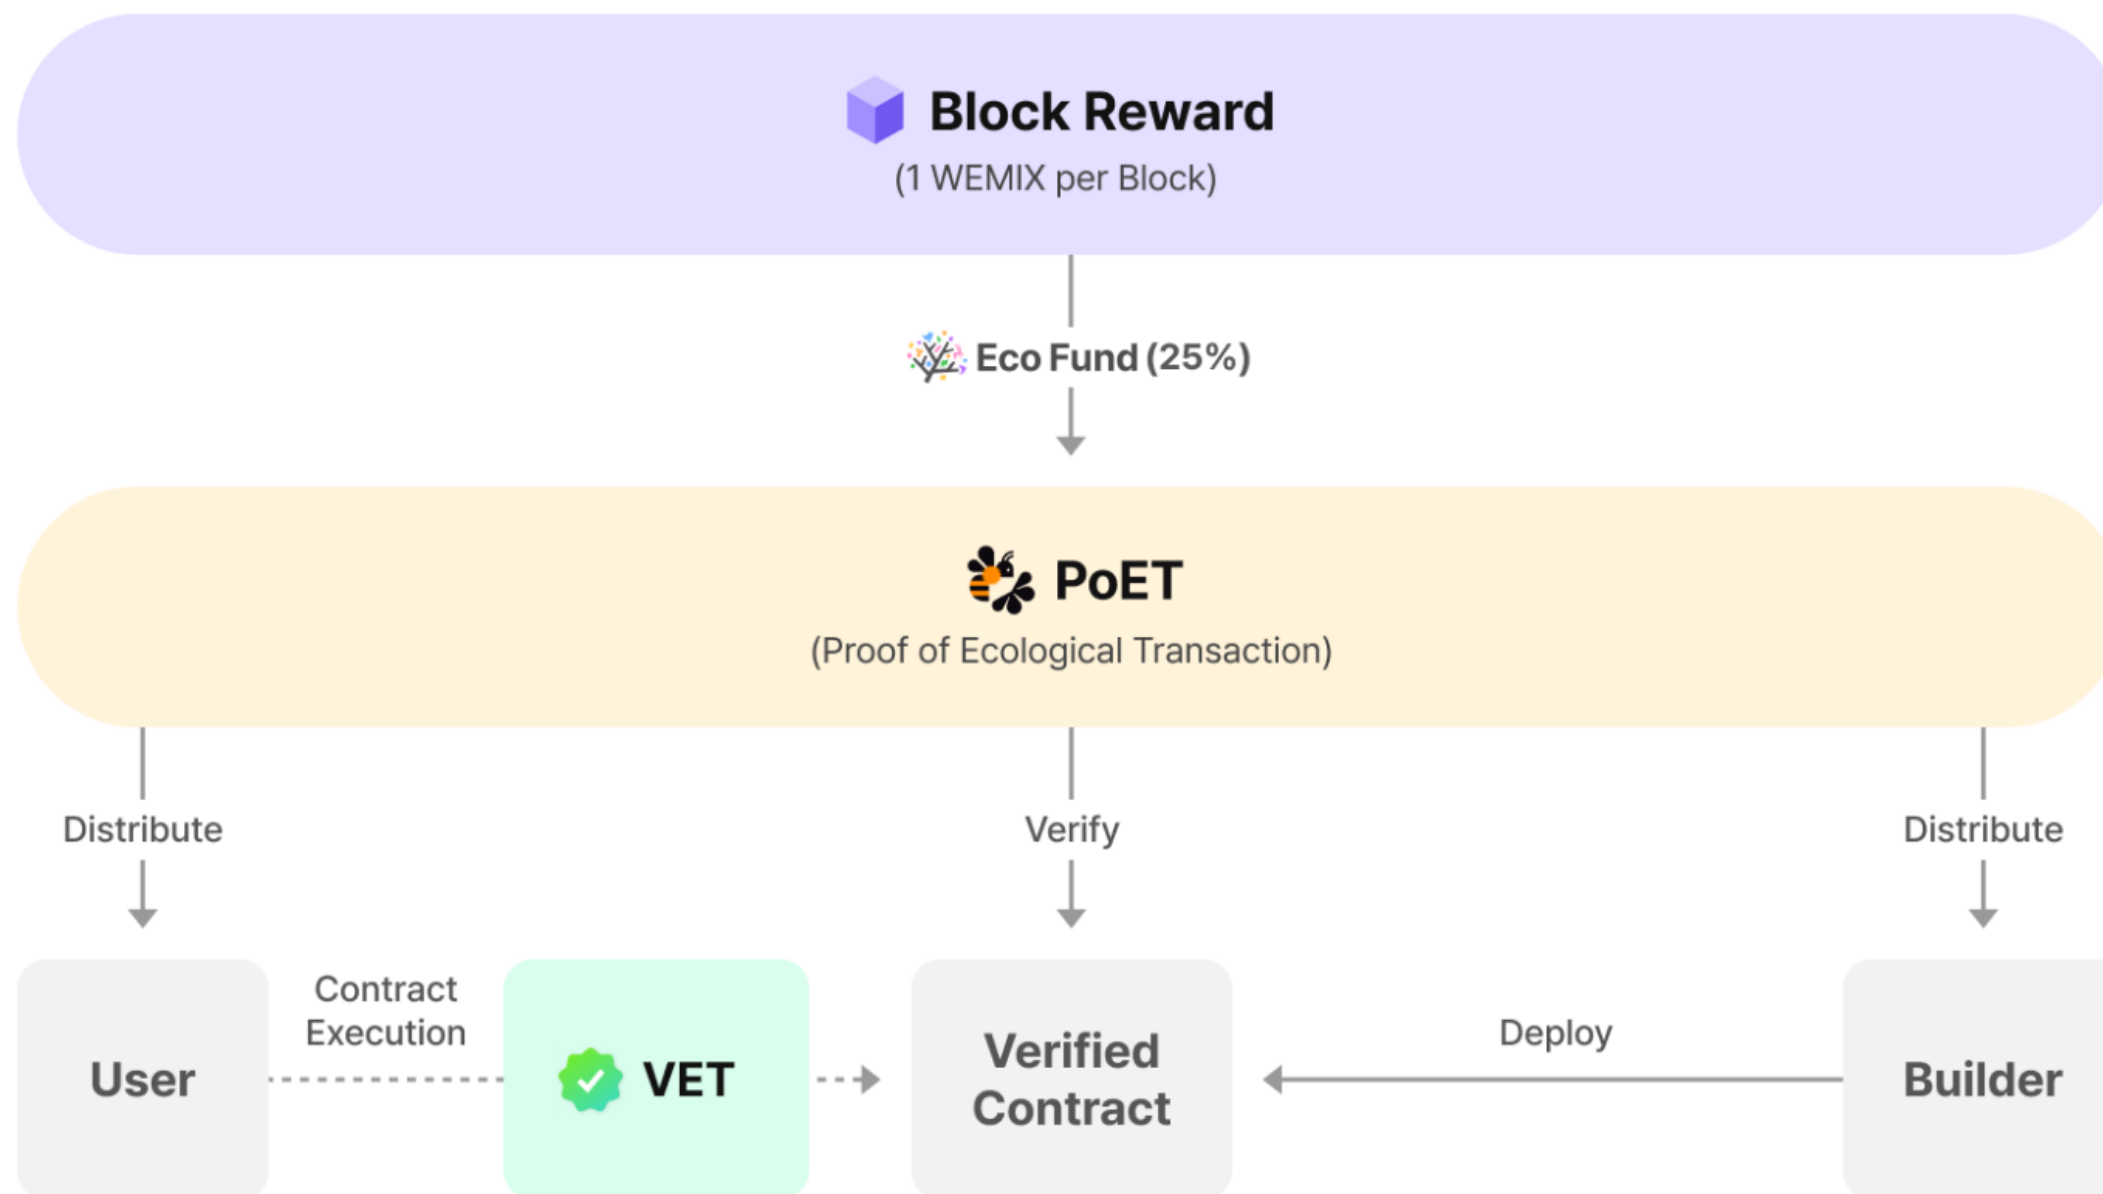 Block Reward
(1 WEMIX per Block)
Eco Fund (25%)
PoET
(Proof of Ecological Transaction)
Distribute
Verify
Distribute
User
Contract
Execution
VET
Verified
Contract
Deploy
Builder